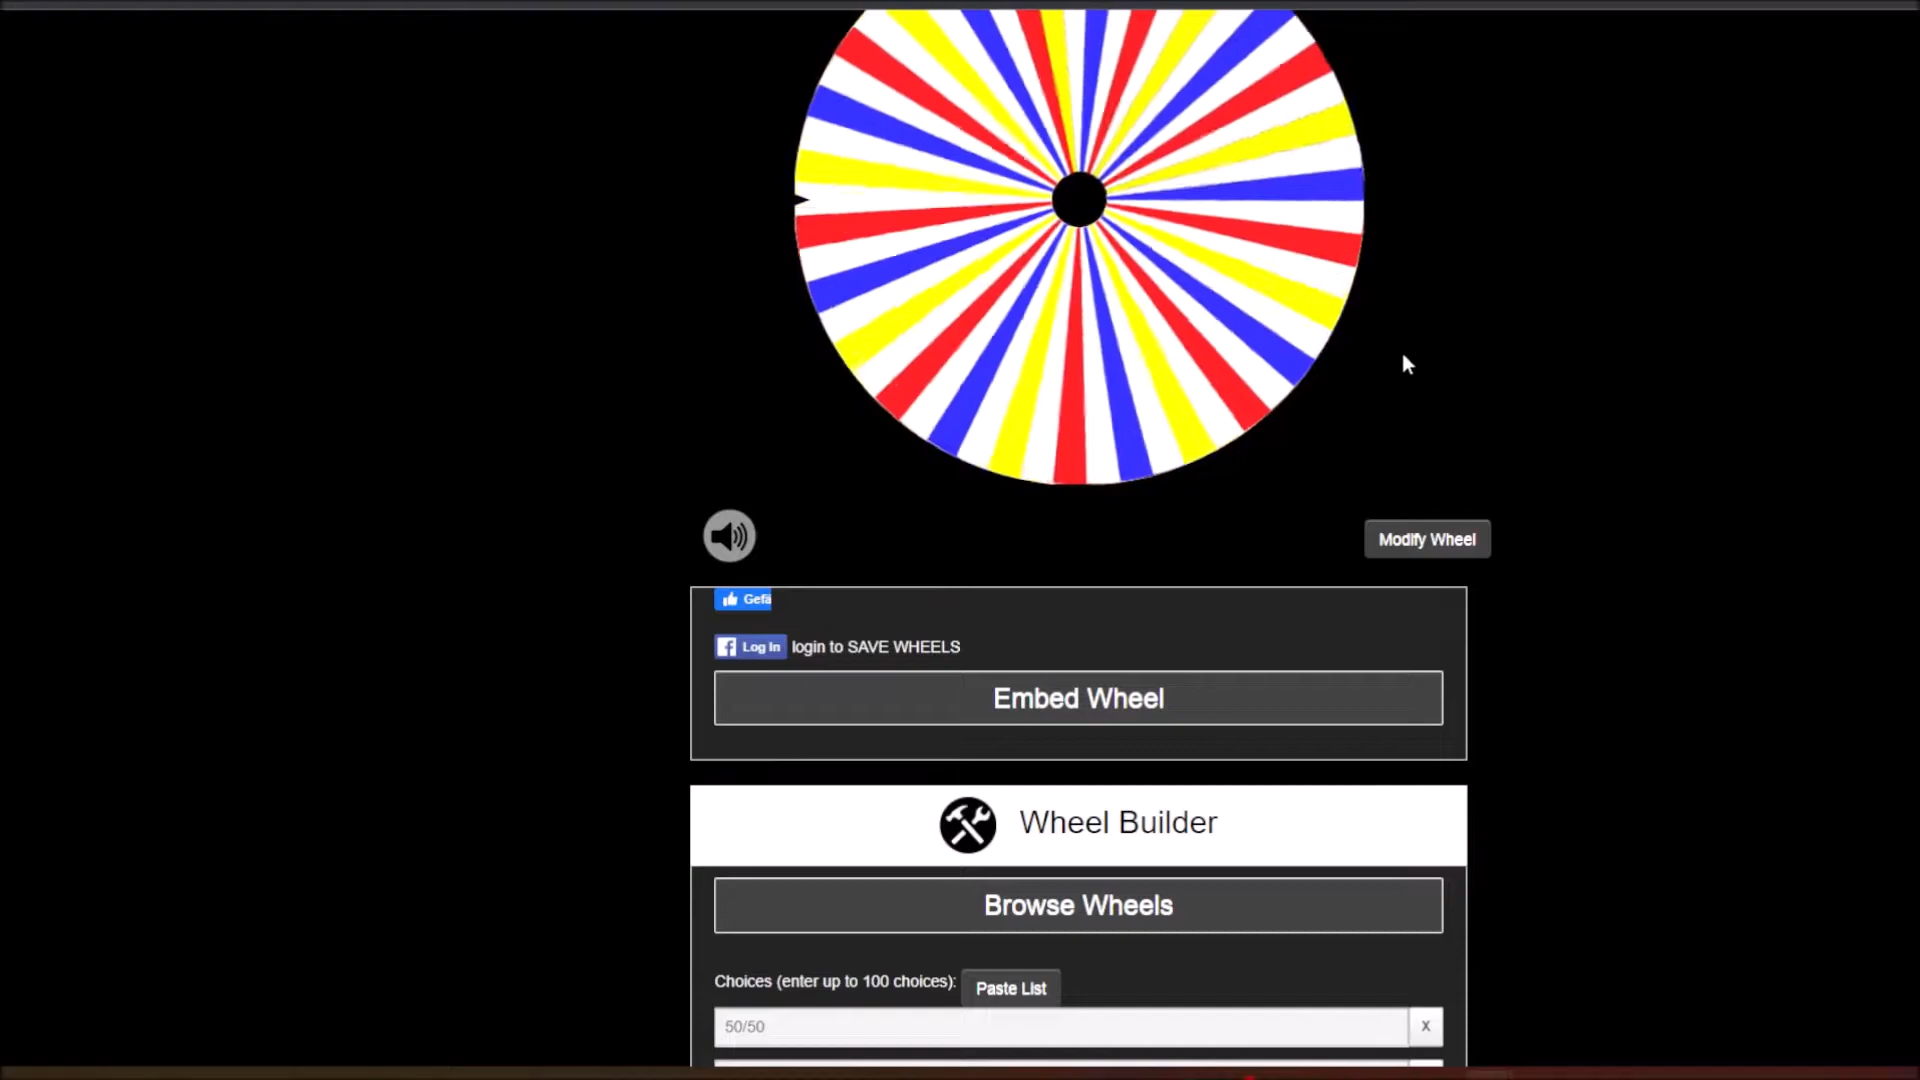 Modify Wheel
Gefä
Log In login to SAVE WHEELS
Embed Wheel
Wheel Builder
Browse Wheels
Choices (enter up to 100 choices): Paste List
50/50 X